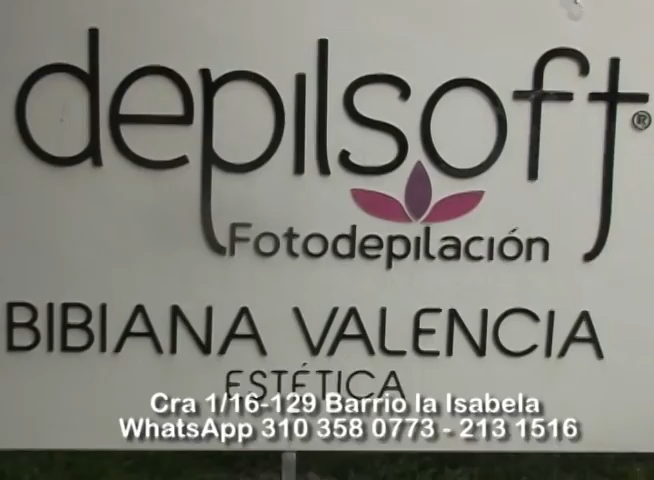 depilsoft®
Fotodepilación
BIBIANA VALENCIA
ESTÉTICA
Cra 1/16-129 Barrio la Isabela
WhatsApp 310 358 0773 - 213 1516